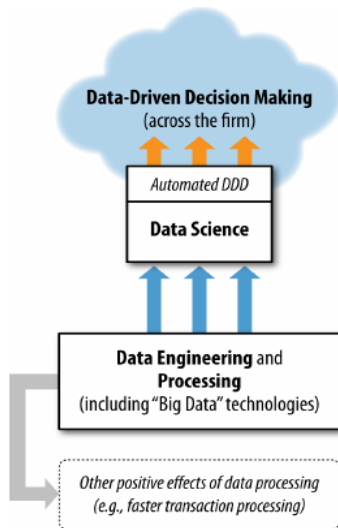 Data-Driven Decision Making
(across the firm)
Automated DDD
Data Science
Data Engineering and
Processing
(including “Big Data” technologies)
Other positive effects of data processing
(e.g., faster transaction processing)